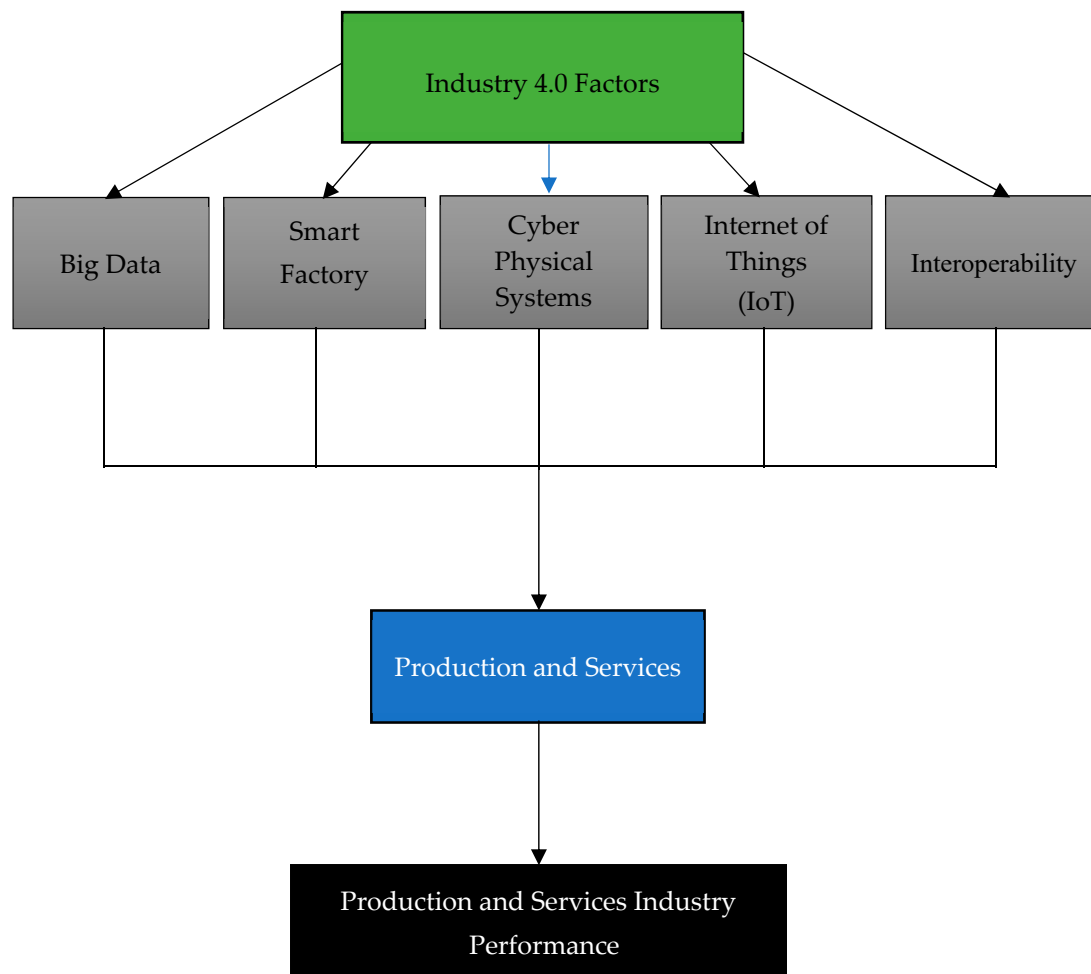 Industry 4.0 Factors
Big Data
Smart
Factory
Cyber
Physical
Systems
Internet of
Things
(IoT)
Interoperability
Production and Services
Production and Services Industry
Performance